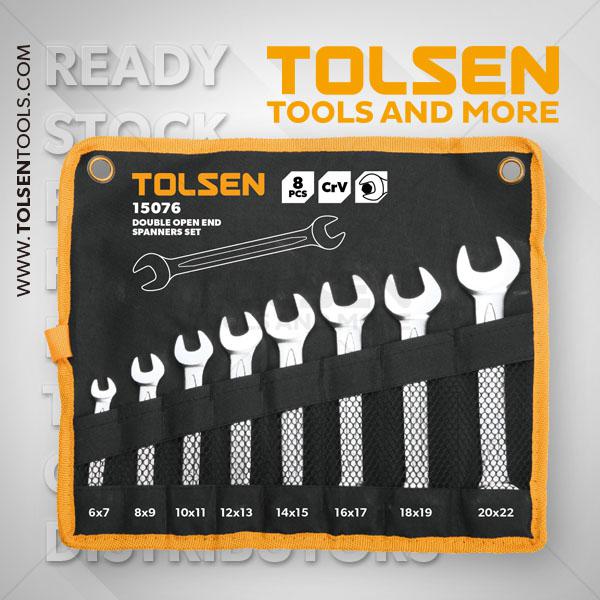 READY
STOCK
DISTRIBUTORS
WWW.TOLSENTOOLS.COM
TOLSEN
TOOLS AND MORE
TOLSEN
15076
DOUBLE OPEN END
SPANNERS SET
8
PCS
CrV
6x7
8x9
10x11
12x13
14x15
16x17
18x19
20x22